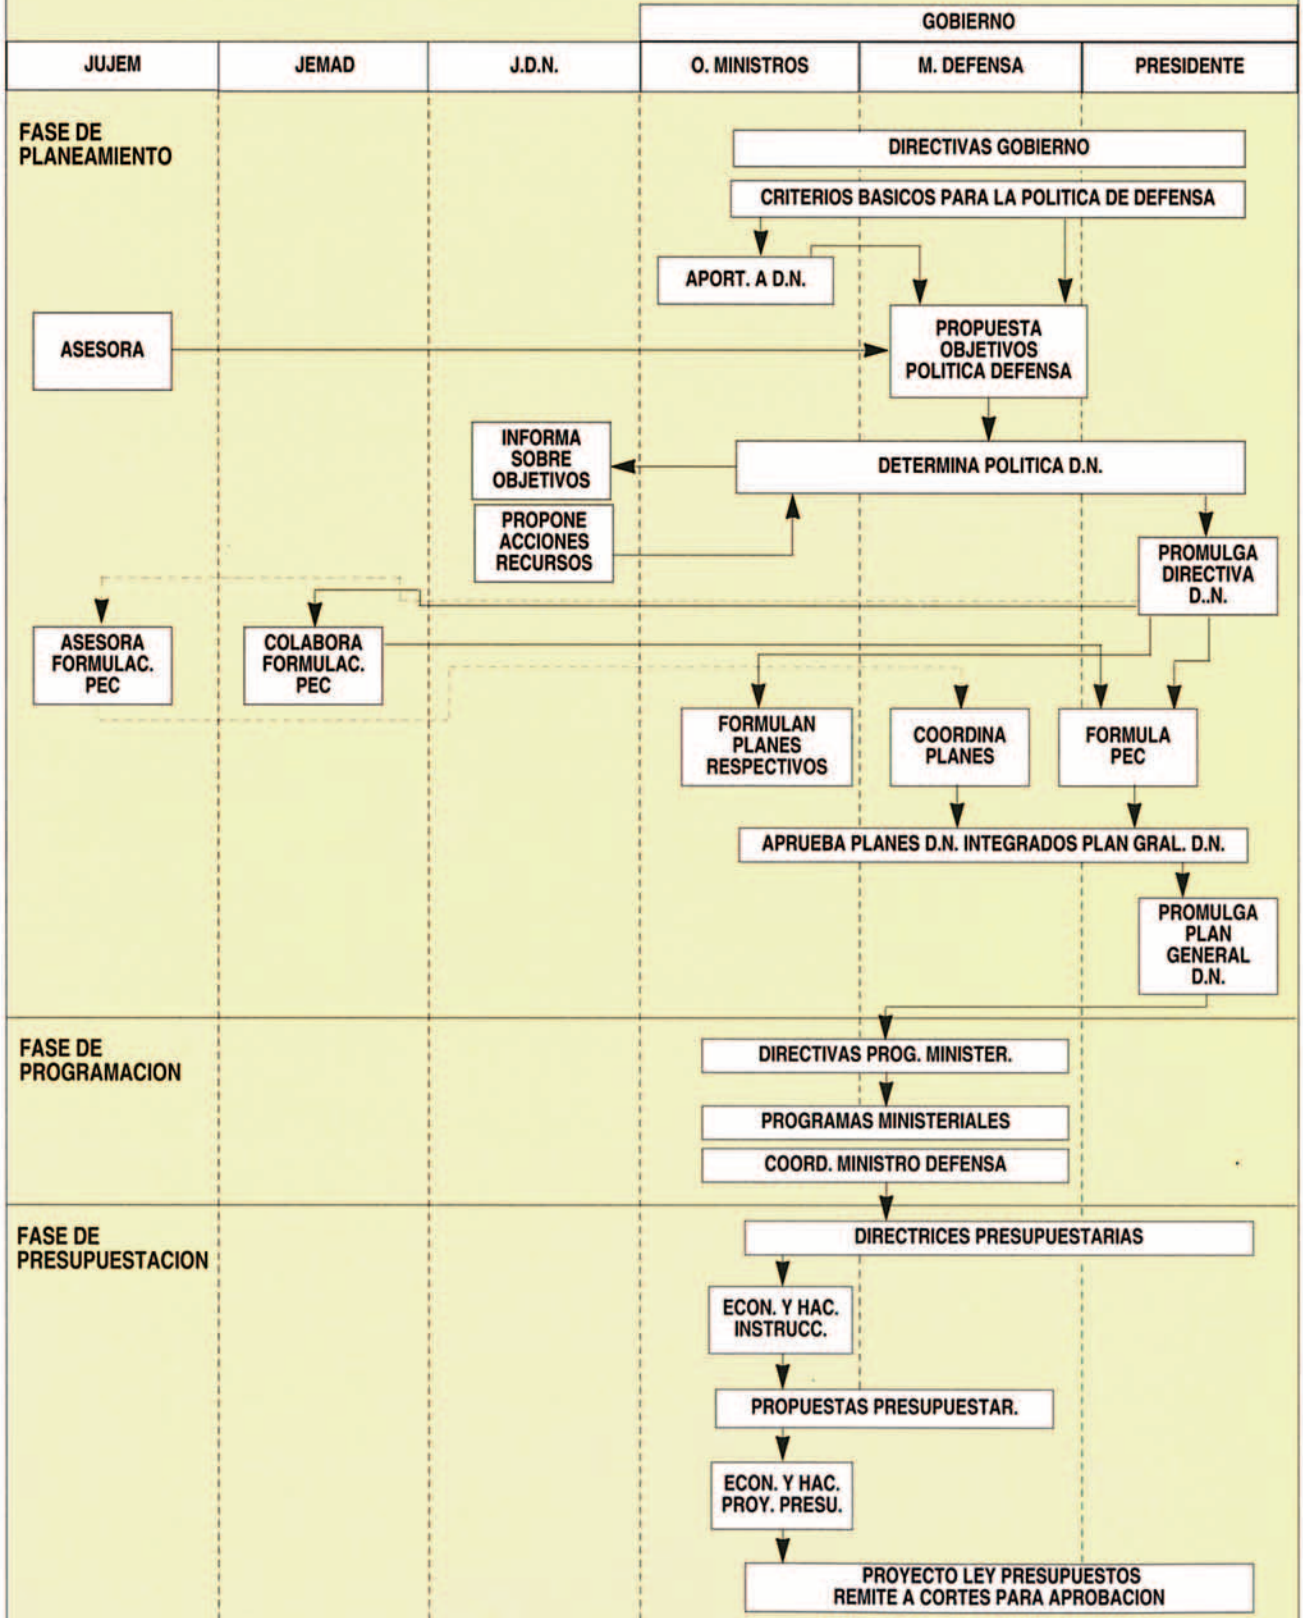 GOBIERNO
JUJEM
JEMAD
J.D.N.
O. MINISTROS
M. DEFENSA
PRESIDENTE
FASE DE
PLANEAMIENTO
DIRECTIVAS GOBIERNO
CRITERIOS BASICOS PARA LA POLITICA DE DEFENSA
APORT. A D.N.
ASESORA
PROPUESTA
OBJETIVOS
POLITICA DEFENSA
INFORMA
SOBRE
OBJETIVOS
DETERMINA POLITICA D.N.
PROPONE
ACCIONES
RECURSOS
PROMULGA
DIRECTIVA
D..N.
ASESORA
FORMULAC.
PEC
COLABORA
FORMULAC.
PEC
FORMULAN
PLANES
RESPECTIVOS
COORDINA
PLANES
FORMULA
PEC
APRUEBA PLANES D.N. INTEGRADOS PLAN GRAL. D.N.
PROMULGA
PLAN
GENERAL
D.N.
FASE DE
PROGRAMACION
DIRECTIVAS PROG. MINISTER.
PROGRAMAS MINISTERIALES
COORD. MINISTRO DEFENSA
FASE DE
PRESUPUESTACION
DIRECTRICES PRESUPUESTARIAS
ECON. Y HAC.
INSTRUCC.
PROPUESTAS PRESUPUESTAR.
ECON. Y HAC.
PROY. PRESU.
PROYECTO LEY PRESUPUESTOS
REMITE A CORTES PARA APROBACION